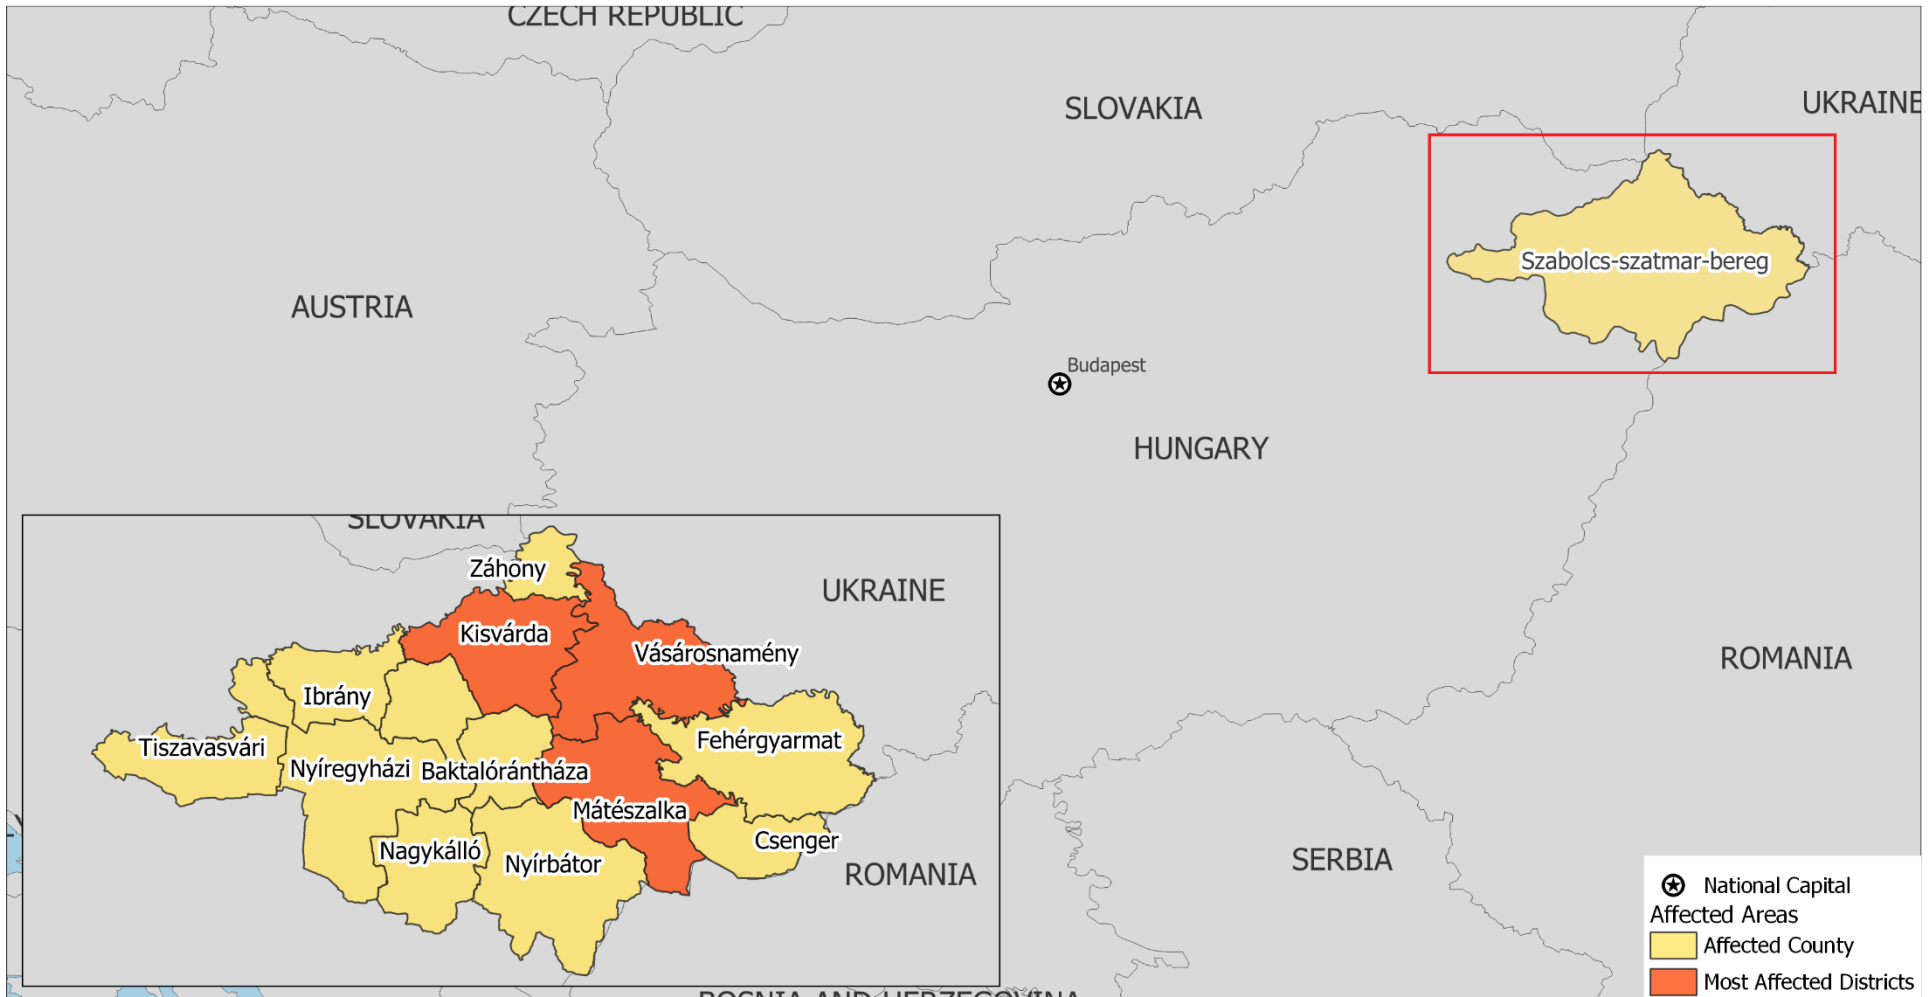 CZECH REPUBLIC
SLOVAKIA
UKRAINE
Szabolcs-szatmar-bereg
AUSTRIA
Budapest
HUNGARY
SLOVAKIA
Záhony
UKRAINE
Kisvárda
Vásárosnamény
ROMANIA
Ibrány
Tiszavasvári
Fehérgyarmat
Nyíregyházi
Baktalórántháza
Mátészalka
Csenger
Nagykálló
Nyírbátor
ROMANIA
SERBIA
National Capital
Affected Areas
Affected County
Most Affected Districts
BOSNIA AND HERZEGOVINA